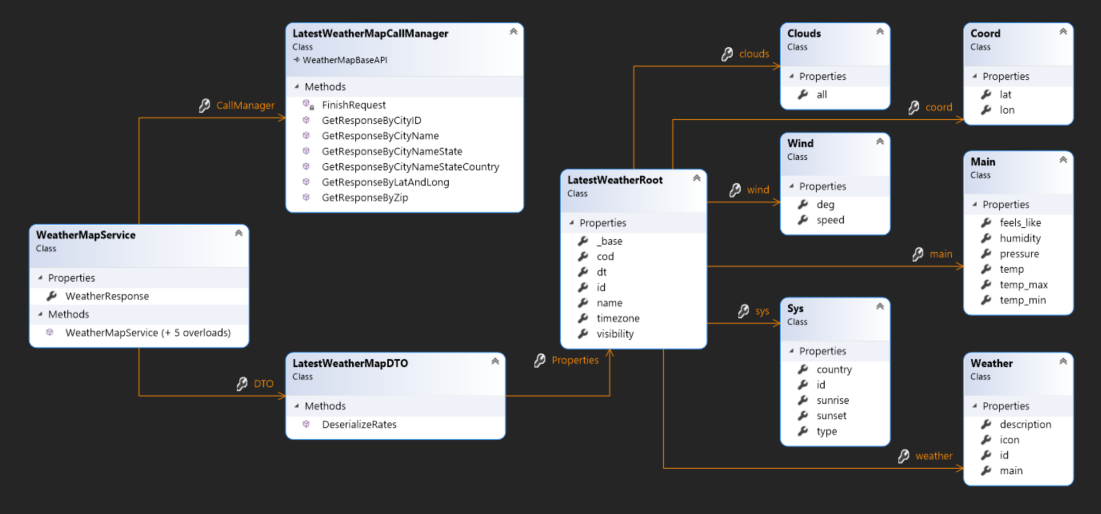 LatestWeatherMapCallManager
Class
WeatherMapBaseAPI
Methods
FinishRequest
GetResponseByCityID
GetResponseByCityName
GetResponseByCityNameState
GetResponseByCityNameStateCountry
GetResponseByLatAndLong
GetResponseByZip
CallManager
WeatherMapService
Class
Properties
WeatherResponse
Methods
WeatherMapService (+ 5 overloads)
DTO
LatestWeatherMapDTO
Class
Methods
DeserializeRates
Properties
LatestWeatherRoot
Class
Properties
_base
cod
dt
id
name
timezone
visibility
clouds
Clouds
Class
Properties
all
coord
Coord
Class
Properties
lat
lon
wind
Wind
Class
Properties
deg
speed
main
Main
Class
Properties
feels_like
humidity
pressure
temp
temp_max
temp_min
sys
Sys
Class
Properties
country
id
sunrise
sunset
type
weather
Weather
Class
Properties
description
icon
id
main